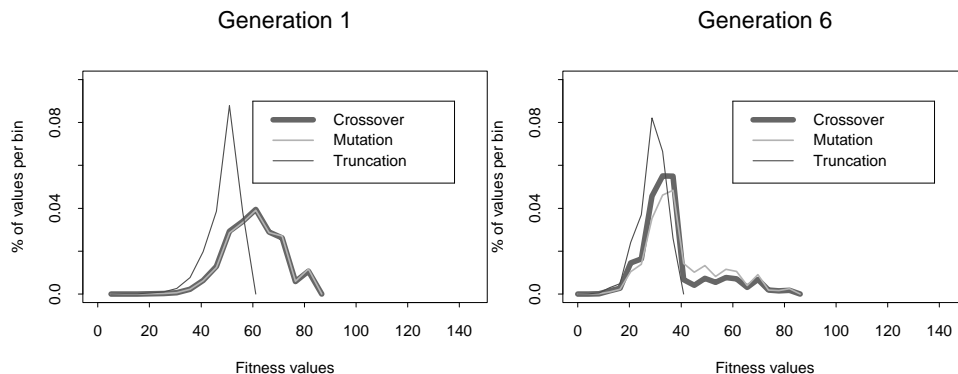 Generation 1
% of values per bin
0.0 0.04 0.08
Crossover
Mutation
Truncation
0 20 40 60 80 100 120 140
Fitness values
Generation 6
% of values per bin
0.0 0.04 0.08
Crossover
Mutation
Truncation
0 20 40 60 80 100 120 140
Fitness values